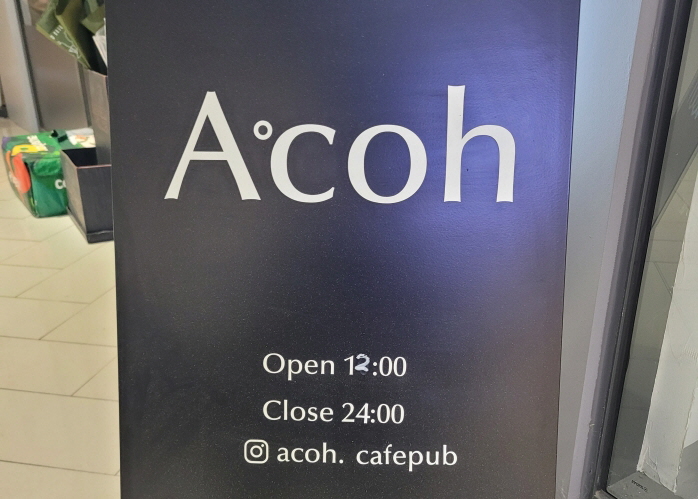 A°coh
Open 12:00
Close 24:00
acoh. cafepub